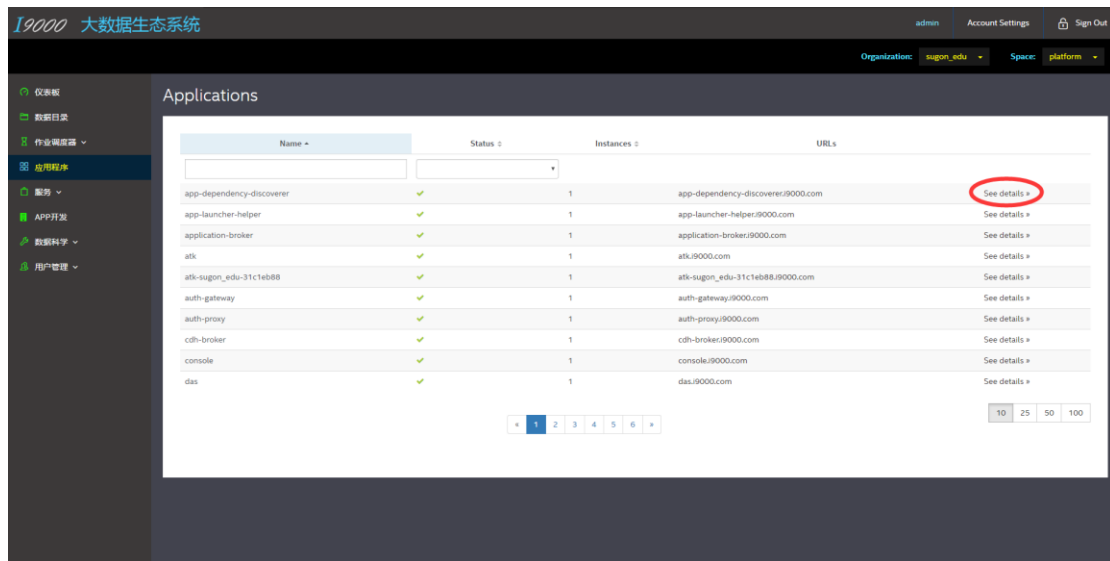 I9000 大数据生态系统 admin Account Settings Sign Out
Organization: sugon_edu Space: platform
仪表板
数据目录
作业调度器
应用程序
服务
APP开发
数据科学
用户管理
Applications
Name Status Instances URLs
app-dependency-discoverer 1 app-dependency-discoverer.i9000.com See details »
app-launcher-helper 1 app-launcher-helper.i9000.com See details »
application-broker 1 application-broker.i9000.com See details »
atk 1 atk.i9000.com See details »
atk-sugon_edu-31c1eb88 1 atk-sugon_edu-31c1eb88.i9000.com See details »
auth-gateway 1 auth-gateway.i9000.com See details »
auth-proxy 1 auth-proxy.i9000.com See details »
cdh-broker 1 cdh-broker.i9000.com See details »
console 1 console.i9000.com See details »
das 1 das.i9000.com See details »
10 25 50 100
« 1 2 3 4 5 6 »